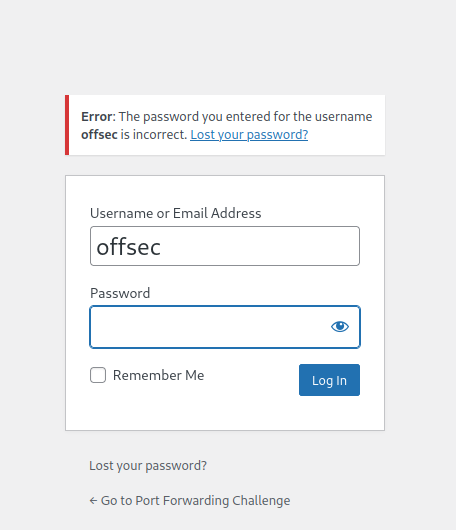 Error: The password you entered for the username
offsec is incorrect. Lost your password?
Username or Email Address
offsec
Password
Remember Me
Log In
Lost your password?
← Go to Port Forwarding Challenge